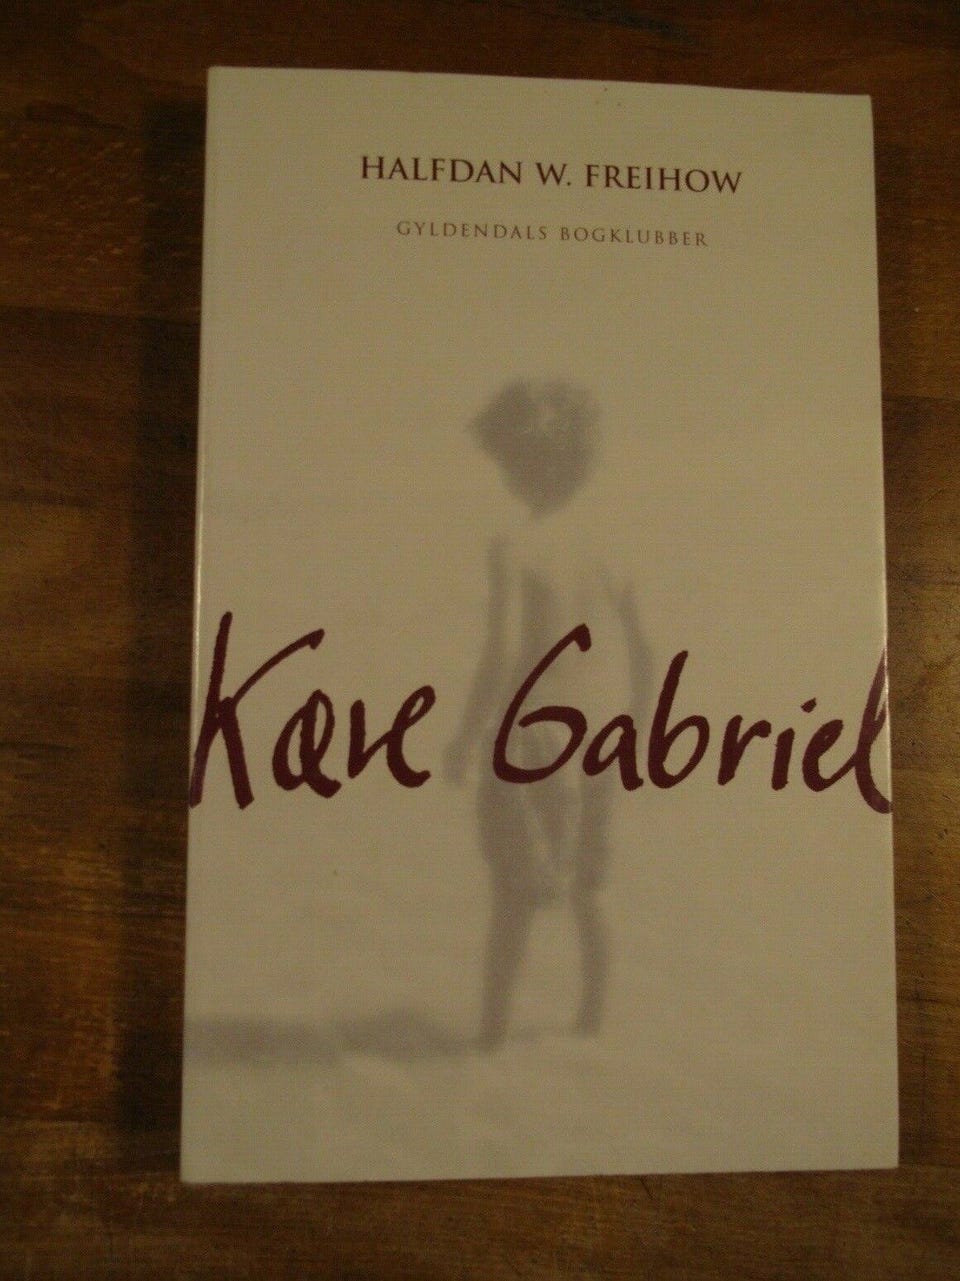 HALFDAN W. FREIHOW
GYLDENDALS BOGKLUBBER
Kære Gabriel